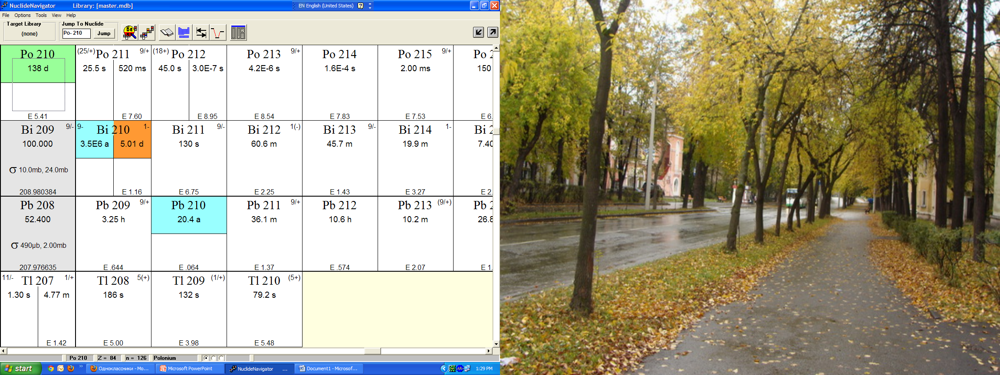 NuclideNavigator Library: [master.mdb] EN English (United States)
File Options Tools View Help
Target Library
{none}
Jump To Nuclide
Po- 210 Jump
Po 210
138 d
E 5.41
(25/+) Po 211 9/+
25.5 s 520 ms
E 7.60
(18+) Po 212
45.0 s 3.0E-7 s
E 8.95
Po 213 9/+
4.2E-6 s
E 8.54
Po 214
1.6E-4 s
E 7.83
Po 215 9/+
2.00 ms
E 7.53
Po 2
150
E 6.
Bi 209 9/-
100.000
σ 10.0mb, 24.0mb
208.980384
9- Bi 210 1-
3.5E6 a 5.01 d
E 1.16
Bi 211 9/-
130 s
E 6.75
Bi 212 1(-)
60.6 m
E 2.25
Bi 213 9/-
45.7 m
E 1.43
Bi 214 1-
19.9 m
E 3.27
Bi 2
7.40
E 2.
Pb 208
52.400
σ 490µb, 2.00mb
207.976635
Pb 209 9/+
3.25 h
E .644
Pb 210
20.4 a
E .064
Pb 211 9/+
36.1 m
E 1.37
Pb 212
10.6 h
E .574
Pb 213 (9/+)
10.2 m
E 2.07
Pb 2
26.8
E 1.
11/- Tl 207 1/+
1.30 s 4.77 m
E 1.42
Tl 208 5(+)
186 s
E 5.00
Tl 209 (1/+)
132 s
E 3.98
Tl 210 (5+)
79.2 s
E 5.48
Po 210 Z = 84 n = 126 Polonium
start Одноклассники - Mo... Microsoft PowerPoint NuclideNavigator ... Document1 - Microsof... 1:29 PM